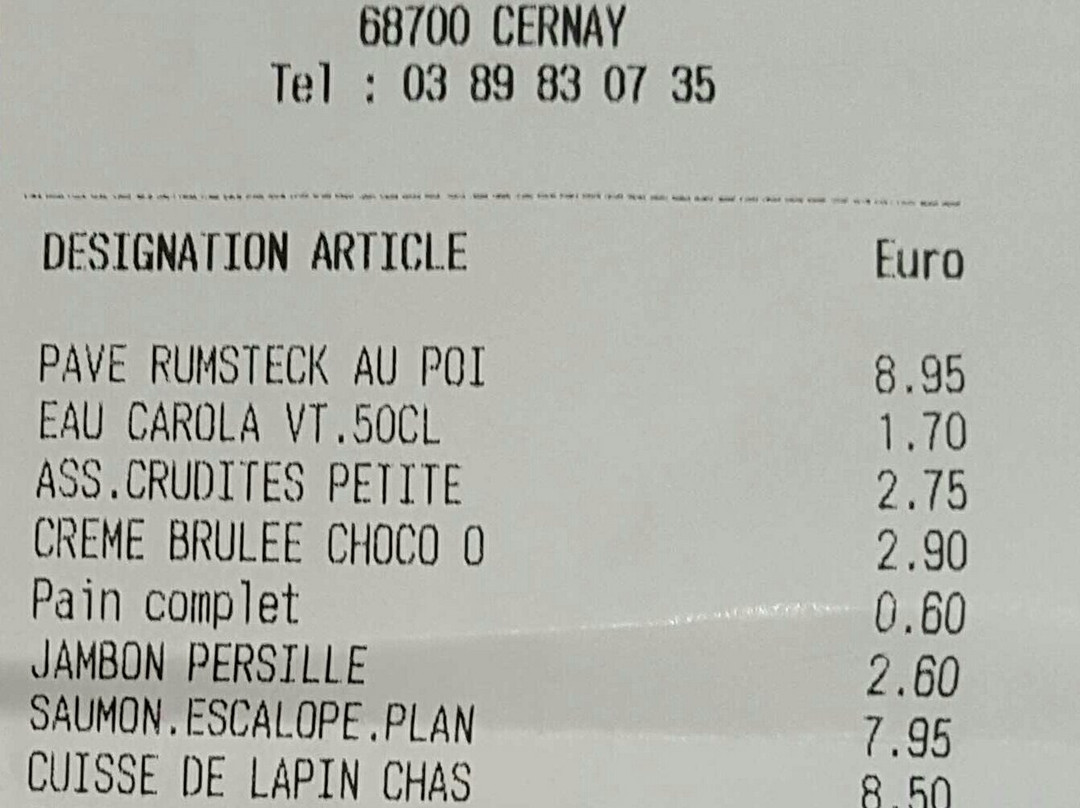 68700 CERNAY
Tel : 03 89 83 07 35
DESIGNATION ARTICLE Euro
PAVE RUMSTECK AU POI 8.95
EAU CAROLA VT.50CL 1.70
ASS.CRUDITES PETITE 2.75
CREME BRULEE CHOCO O 2.90
Pain complet 0.60
JAMBON PERSILLE 2.60
SAUMON.ESCALOPE.PLAN 7.95
CUISSE DE LAPIN CHAS 8.50